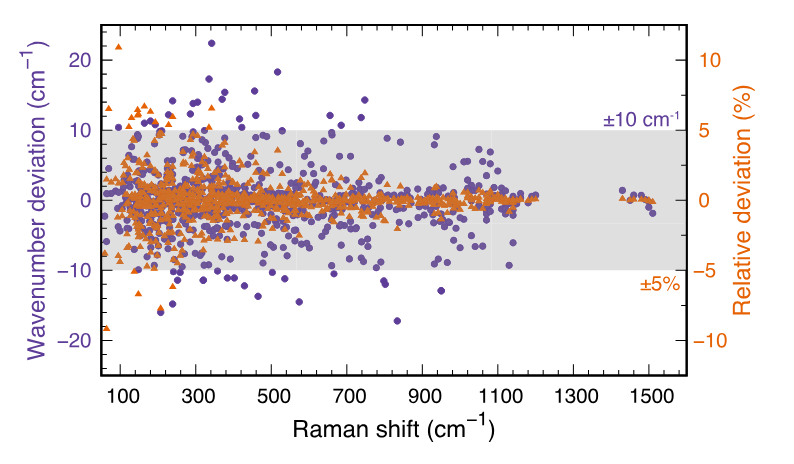 Wavenumber deviation (cm⁻¹)
20
10
0
−10
−20
±10 cm⁻¹
±5%
10
5
0
−5
−10
Relative deviation (%)
100 300 500 700 900 1100 1300 1500
Raman shift (cm⁻¹)